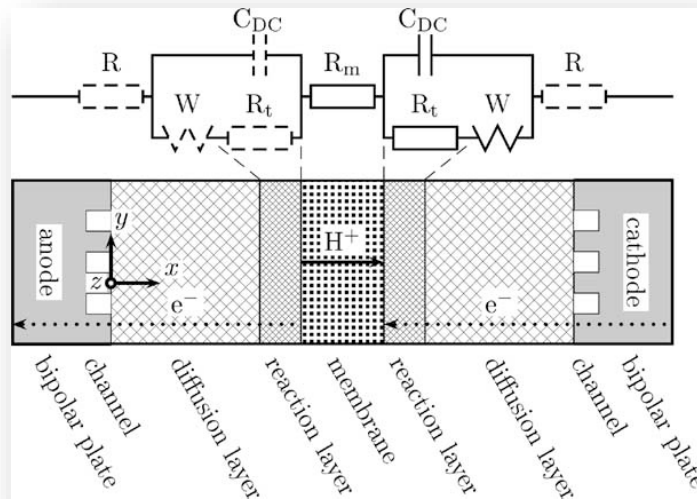 C_DC C_DC
R W R_t R_m R_t W R
anode
y
z x
H⁺
cathode
e⁻ e⁻
bipolar plate
channel
diffusion layer
reaction layer
membrane
reaction layer
diffusion layer
channel
bipolar plate